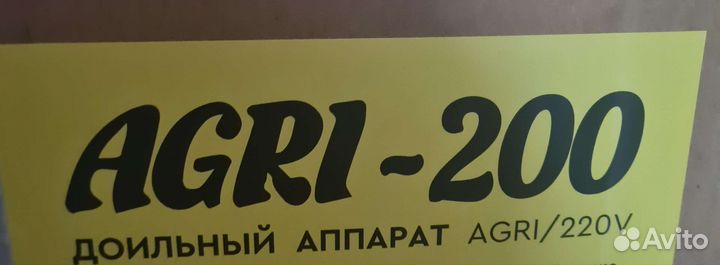 AGRI-200
ДОИЛЬНЫЙ АППАРАТ AGRI/220V
Avito